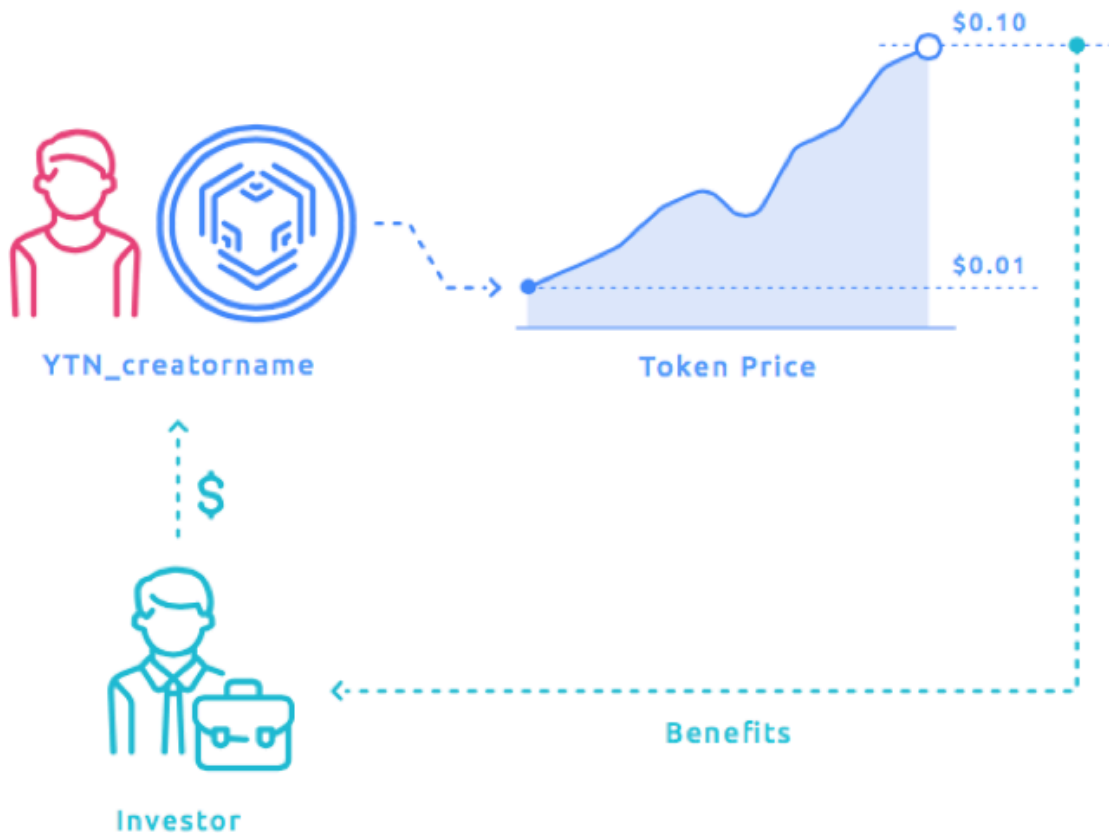 $0.10
$0.01
YTN_creatorname
Token Price
$
Benefits
Investor